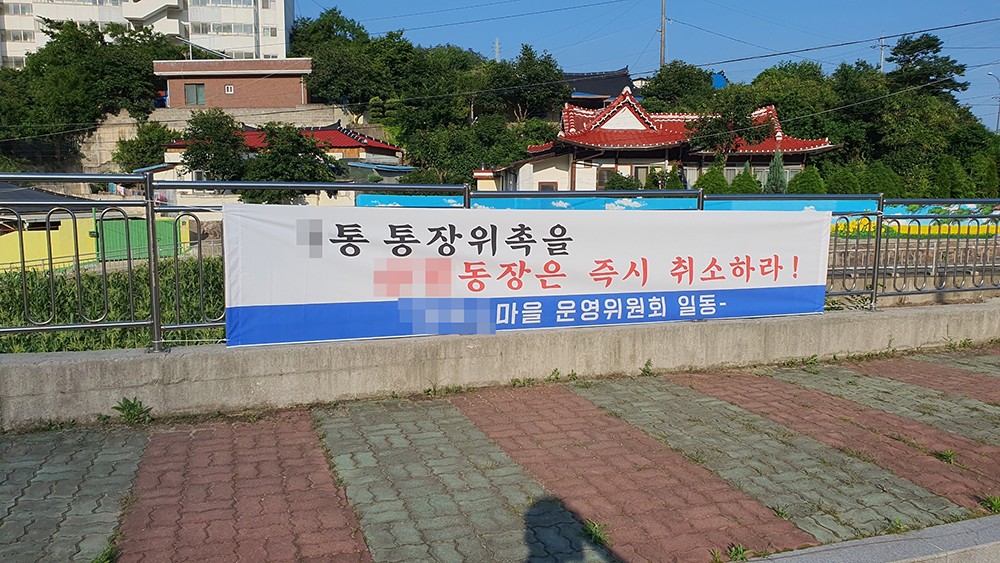 통 통장위촉을
동장은 즉시 취소하라!
마을 운영위원회 일동-